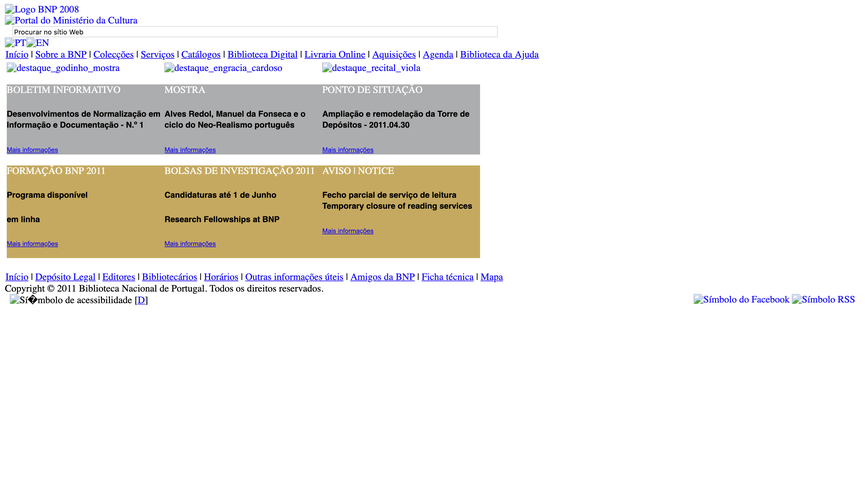 Logo BNP 2008
Portal do Ministério da Cultura
Procurar no sítio Web
PT EN
Início | Sobre a BNP | Colecções | Serviços | Catálogos | Biblioteca Digital | Livraria Online | Aquisições | Agenda | Biblioteca da Ajuda
destaque_godinho_mostra destaque_engracia_cardoso destaque_recital_viola
BOLETIM INFORMATIVO
Desenvolvimentos de Normalização em
Informação e Documentação - N.º 1
Mais informações
MOSTRA
Alves Redol, Manuel da Fonseca e o
ciclo do Neo-Realismo português
Mais informações
PONTO DE SITUAÇÃO
Ampliação e remodelação da Torre de
Depósitos - 2011.04.30
Mais informações
FORMAÇÃO BNP 2011
Programa disponível
em linha
Mais informações
BOLSAS DE INVESTIGAÇÃO 2011
Candidaturas até 1 de Junho
Research Fellowships at BNP
Mais informações
AVISO | NOTICE
Fecho parcial de serviço de leitura
Temporary closure of reading services
Mais informações
Início | Depósito Legal | Editores | Bibliotecários | Horários | Outras informações úteis | Amigos da BNP | Ficha técnica | Mapa
Copyright © 2011 Biblioteca Nacional de Portugal. Todos os direitos reservados.
Sí�mbolo de acessibilidade [D]
Símbolo do Facebook Símbolo RSS